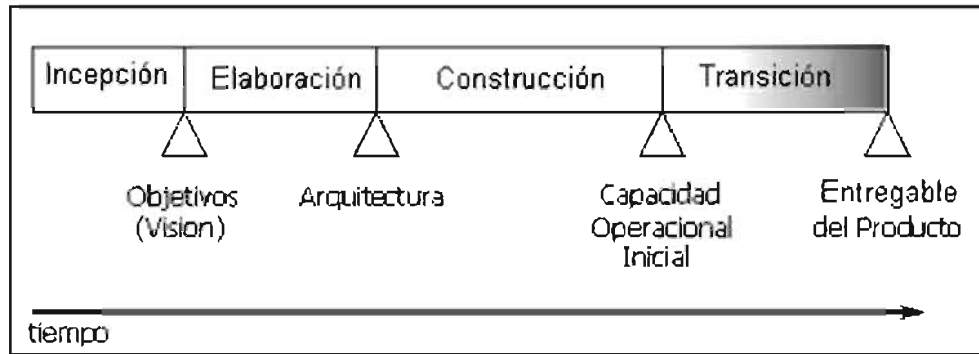 Incepción
Elaboración
Construcción
Transición
Objetivos
(Vision)
Arquitectura
Capacidad
Operacional
Inicial
Entregable
del Producto
tiempo